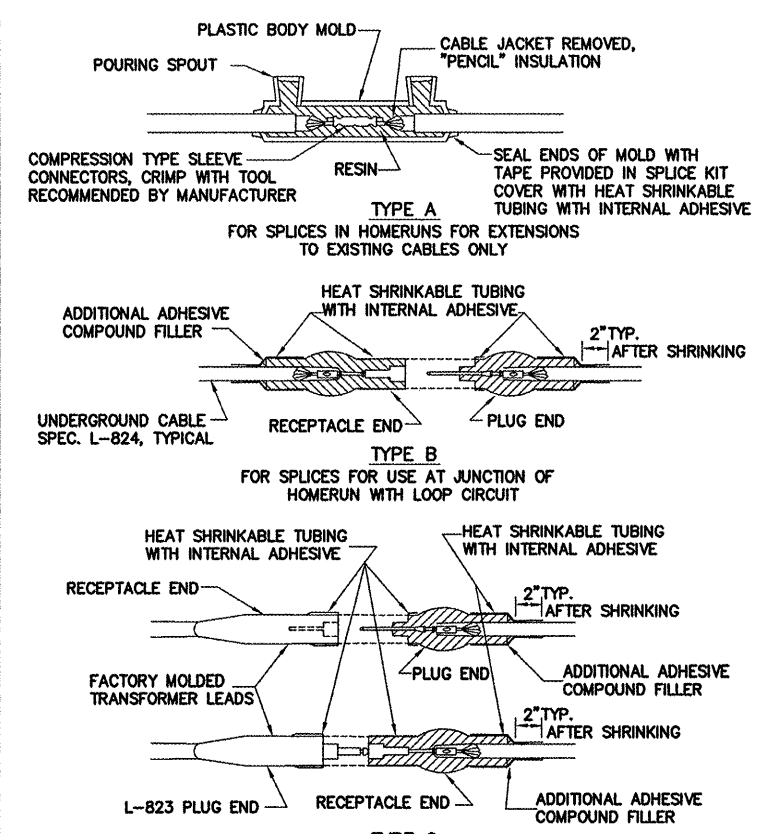 PLASTIC BODY MOLD
CABLE JACKET REMOVED,
"PENCIL" INSULATION
POURING SPOUT
COMPRESSION TYPE SLEEVE
CONNECTORS, CRIMP WITH TOOL
RECOMMENDED BY MANUFACTURER
RESIN
SEAL ENDS OF MOLD WITH
TAPE PROVIDED IN SPLICE KIT
COVER WITH HEAT SHRINKABLE
TUBING WITH INTERNAL ADHESIVE
TYPE A
FOR SPLICES IN HOMERUNS FOR EXTENSIONS
TO EXISTING CABLES ONLY
ADDITIONAL ADHESIVE
COMPOUND FILLER
HEAT SHRINKABLE TUBING
WITH INTERNAL ADHESIVE
2"TYP.
AFTER SHRINKING
UNDERGROUND CABLE
SPEC. L-824, TYPICAL
RECEPTACLE END
PLUG END
TYPE B
FOR SPLICES FOR USE AT JUNCTION OF
HOMERUN WITH LOOP CIRCUIT
HEAT SHRINKABLE TUBING
WITH INTERNAL ADHESIVE
HEAT SHRINKABLE TUBING
WITH INTERNAL ADHESIVE
RECEPTACLE END
2"TYP.
AFTER SHRINKING
PLUG END
FACTORY MOLDED
TRANSFORMER LEADS
ADDITIONAL ADHESIVE
COMPOUND FILLER
2"TYP.
AFTER SHRINKING
L-823 PLUG END
RECEPTACLE END
ADDITIONAL ADHESIVE
COMPOUND FILLER